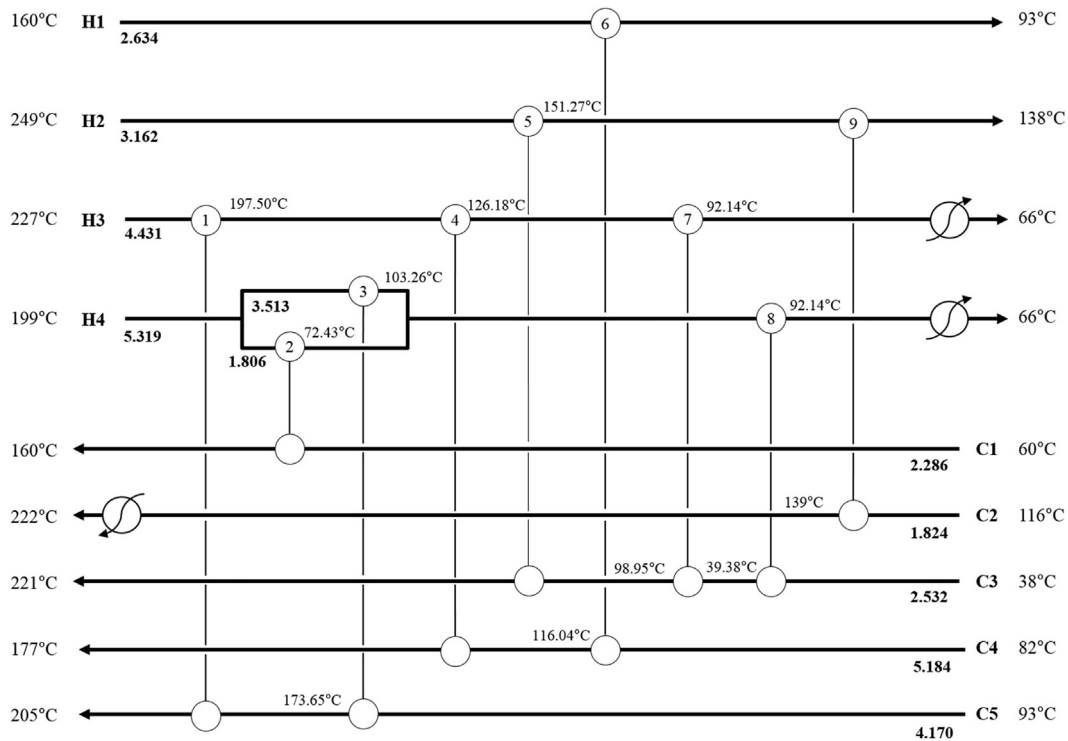 160°C H1 6 93°C
2.634
151.27°C
249°C H2 5 9 138°C
3.162
197.50°C 126.18°C 92.14°C
227°C H3 1 4 7 66°C
4.431
103.26°C
3
3.513 92.14°C
199°C H4 8 66°C
5.319 72.43°C
2
1.806
160°C C1 60°C
2.286
139°C
222°C C2 116°C
1.824
98.95°C 39.38°C
221°C C3 38°C
2.532
116.04°C
177°C C4 82°C
5.184
173.65°C
205°C C5 93°C
4.170